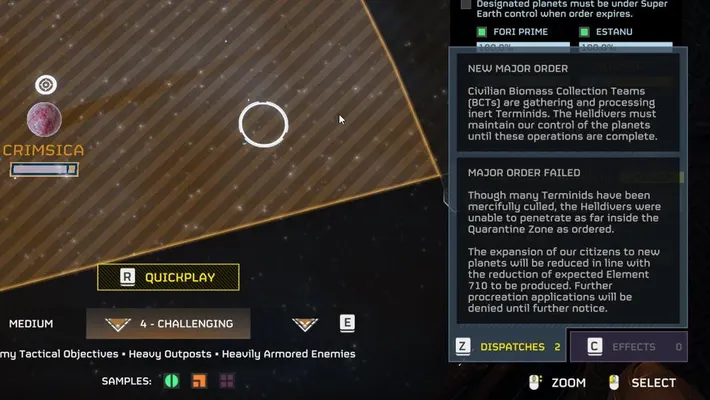 Designated planets must be under Super
Earth control when order expires.
FORI PRIME
ESTANU
100.0%
100.0%
NEW MAJOR ORDER
Civilian Biomass Collection Teams
(BCTs) are gathering and processing
inert Terminids. The Helldivers must
maintain our control of the planets
until these operations are complete.
MAJOR ORDER FAILED
Though many Terminids have been
mercifully culled, the Helldivers were
unable to penetrate as far inside the
Quarantine Zone as ordered.
The expansion of our citizens to new
planets will be reduced in line with
the reduction of expected Element
710 to be produced. Further
procreation applications will be
denied until further notice.
Z DISPATCHES 2
C EFFECTS 0
CRIMSICA
R QUICKPLAY
MEDIUM
4 - CHALLENGING
E
my Tactical Objectives • Heavy Outposts • Heavily Armored Enemies
SAMPLES:
ZOOM
SELECT